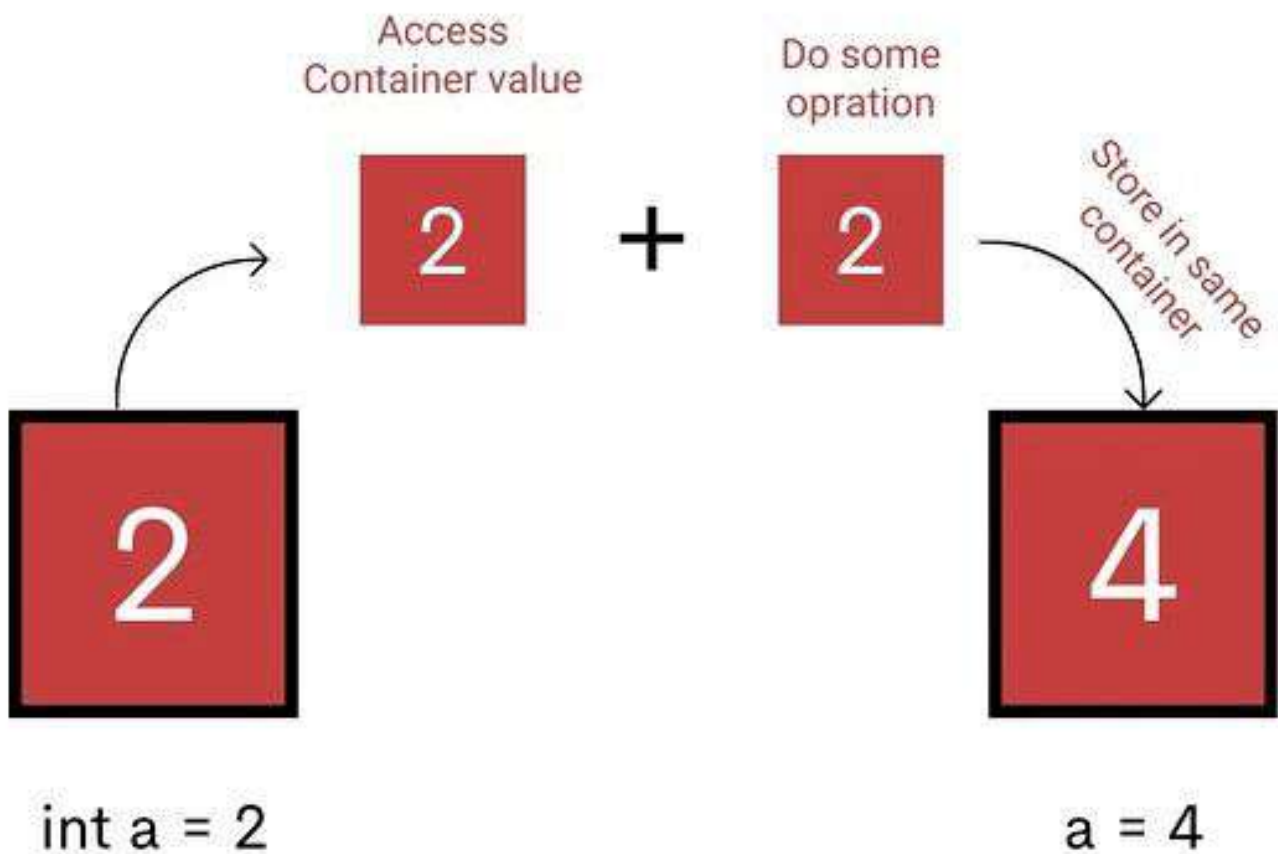 Access
Container value
Do some
opration
Store in same
container
2
+
2
2
4
int a = 2
a = 4